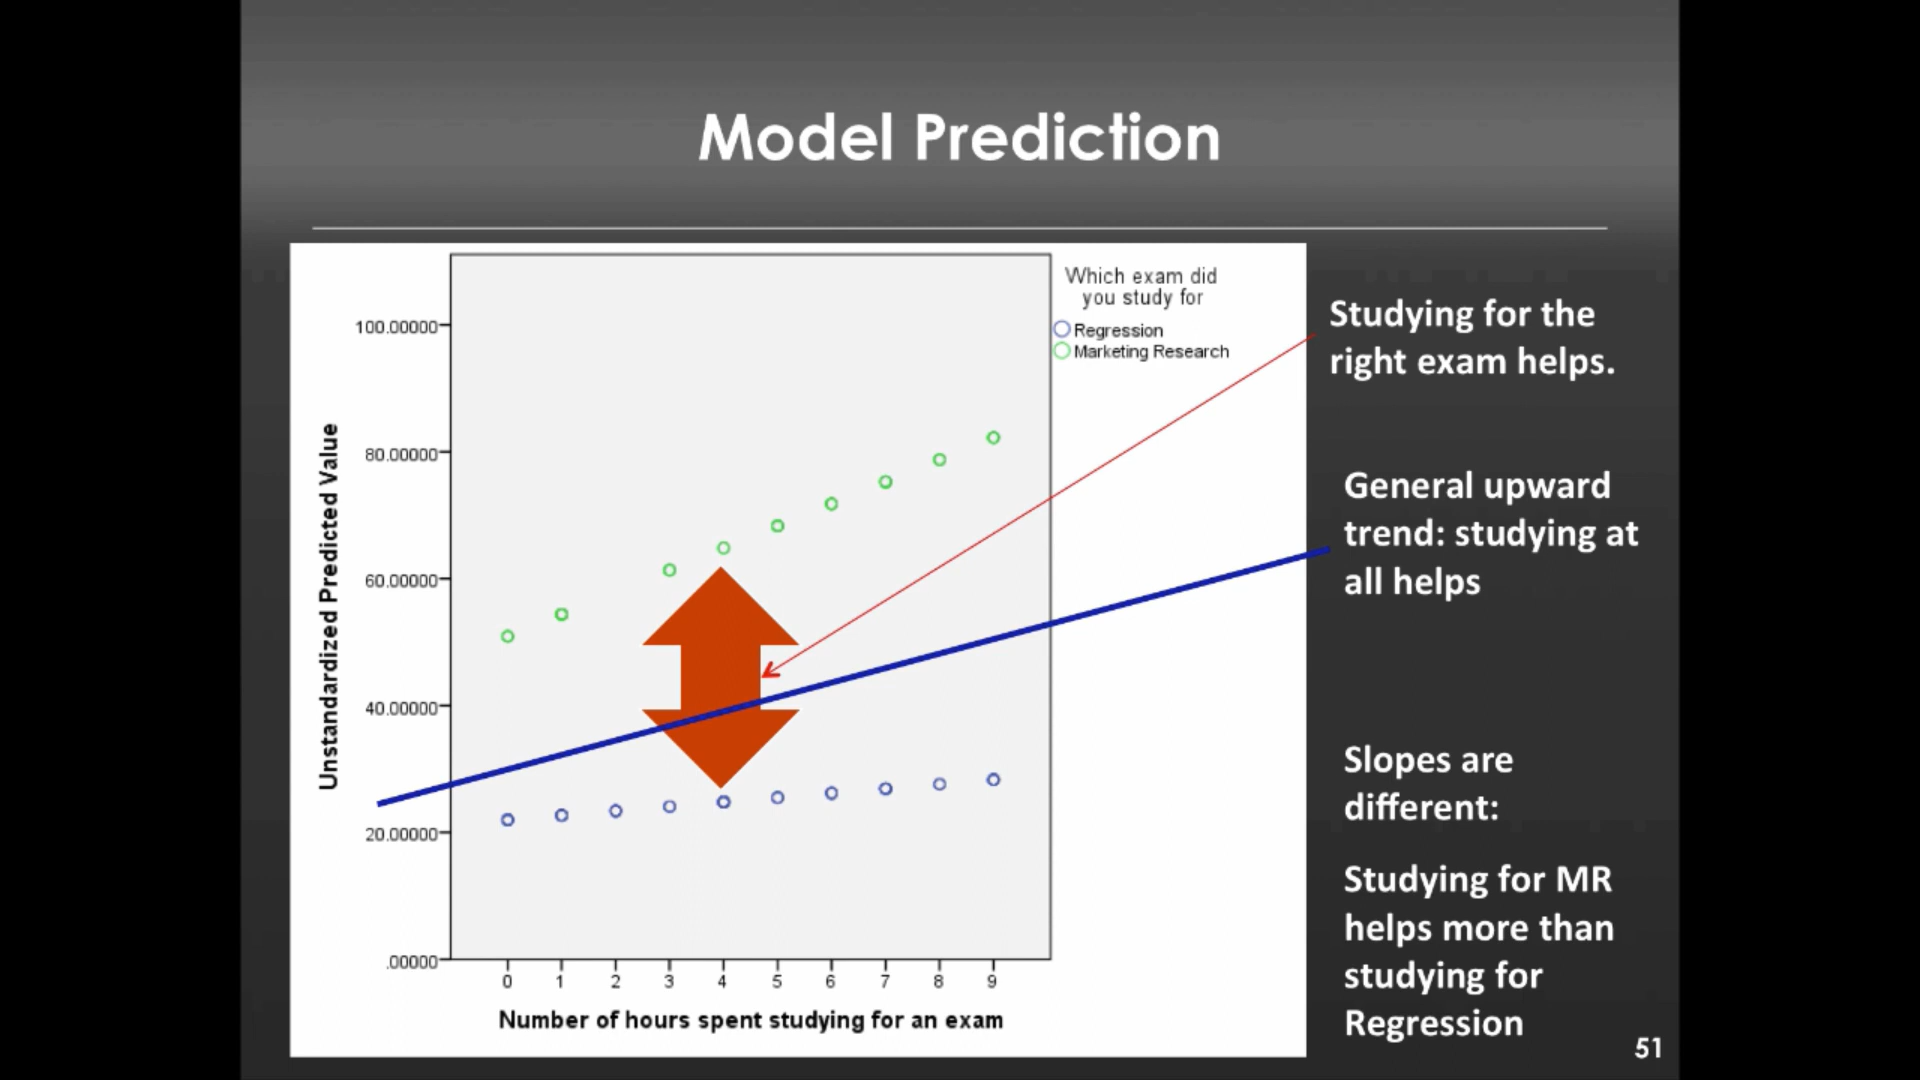 Model Prediction
Which exam did
you study for
Regression
Marketing Research
100.00000
80.00000
60.00000
40.00000
20.00000
.00000
Unstandardized Predicted Value
0 1 2 3 4 5 6 7 8 9
Number of hours spent studying for an exam
Studying for the
right exam helps.
General upward
trend: studying at
all helps
Slopes are
different:
Studying for MR
helps more than
studying for
Regression
51